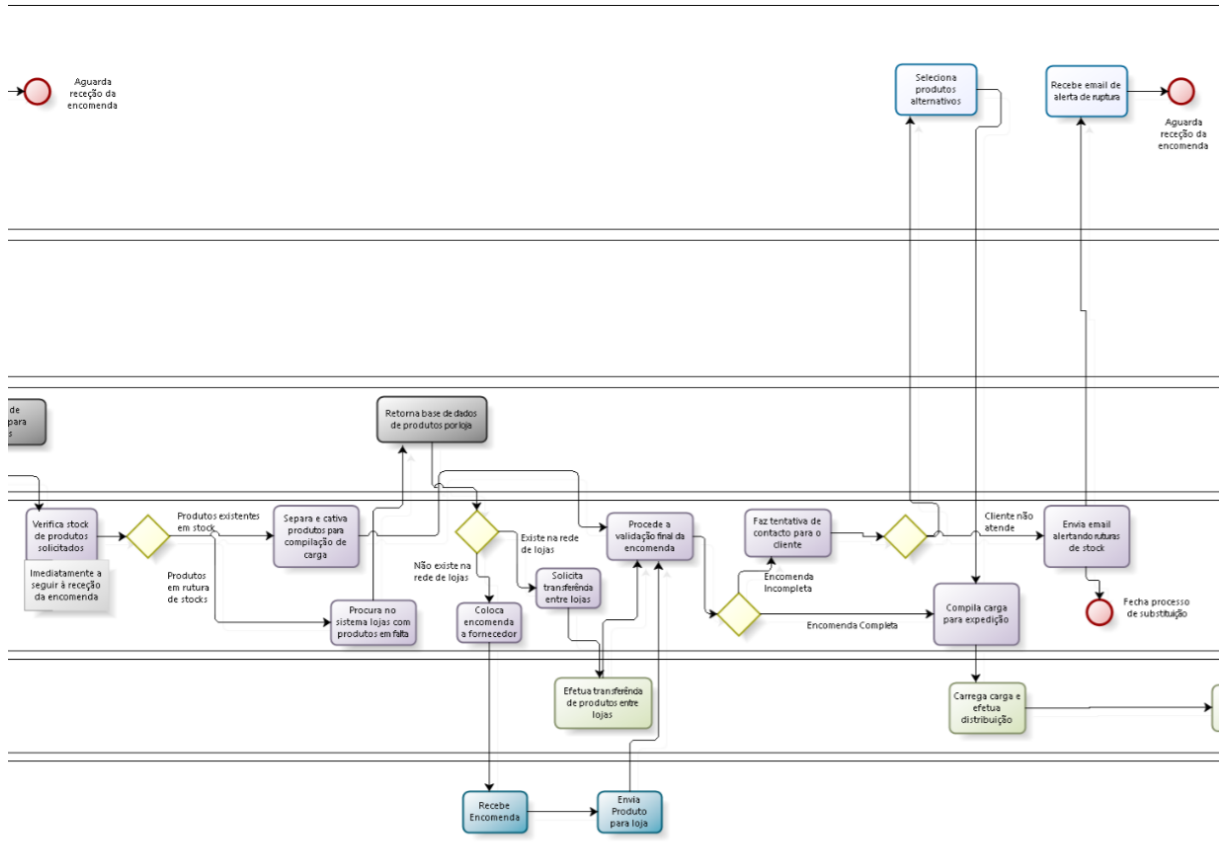 Aguarda
receção da
encomenda
Seleciona
produtos
alternativos
Recebe email de
alerta de ruptura
Aguarda
receção da
encomenda
de
para
s
Retorna base de dados
de produtos por loja
Verifica stock
de produtos
solicitados
Imediatamente a
seguir à receção
da encomenda
Produtos existentes
em stock
Produtos
em rutura
de stocks
Separa e cativa
produtos para
compilação de
carga
Procura no
sistema lojas com
produtos em falta
Não existe na
rede de lojas
Existe na rede
de lojas
Coloca
encomenda
a fornecedor
Solicita
transferência
entre lojas
Procede a
validação final da
encomenda
Faz tentativa de
contacto para o
cliente
Encomenda
Incompleta
Encomenda Completa
Cliente não
atende
Envia email
alertando ruturas
de stock
Fecha processo
de substituição
Compila carga
para expedição
Efetua transferência
de produtos entre
lojas
Carrega carga e
efetua
distribuição
Recebe
Encomenda
Envia
Produto
para loja